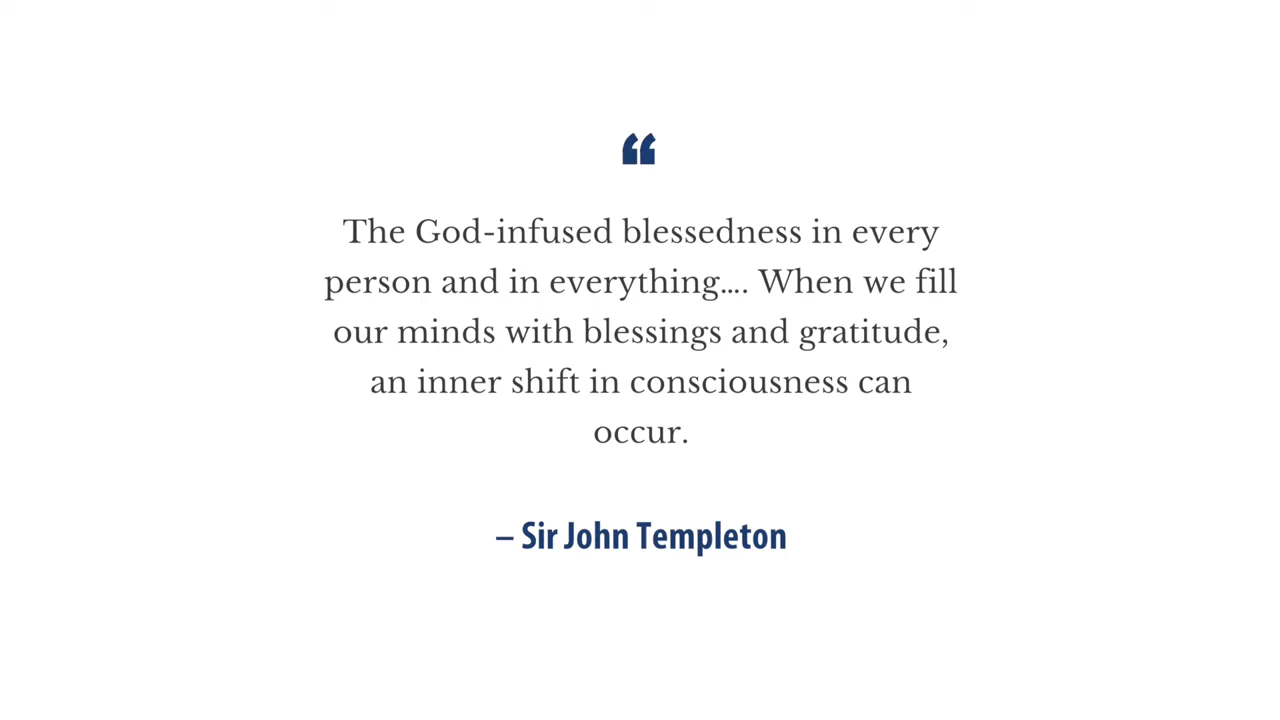 “
The God-infused blessedness in every
person and in everything…. When we fill
our minds with blessings and gratitude,
an inner shift in consciousness can
occur.
– Sir John Templeton